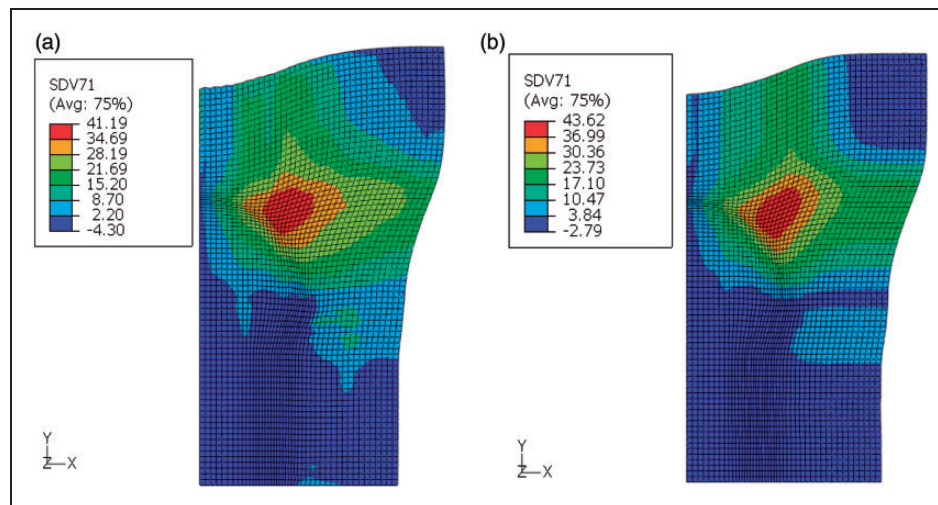 (a)
SDV71
(Avg: 75%)
41.19
34.69
28.19
21.69
15.20
8.70
2.20
-4.30
Y
Z X
(b)
SDV71
(Avg: 75%)
43.62
36.99
30.36
23.73
17.10
10.47
3.84
-2.79
Y
Z X